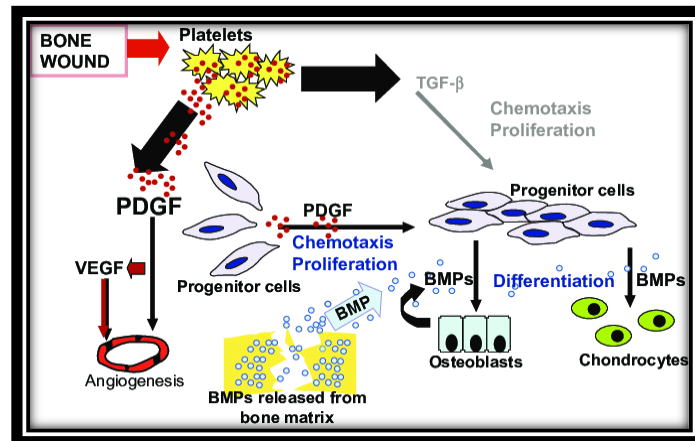 BONE
WOUND
Platelets
TGF-β
Chemotaxis
Proliferation
PDGF
Progenitor cells
PDGF
Chemotaxis
Proliferation
VEGF
Progenitor cells
BMP
BMPs
Differentiation
BMPs
Angiogenesis
Osteoblasts
Chondrocytes
BMPs released from
bone matrix